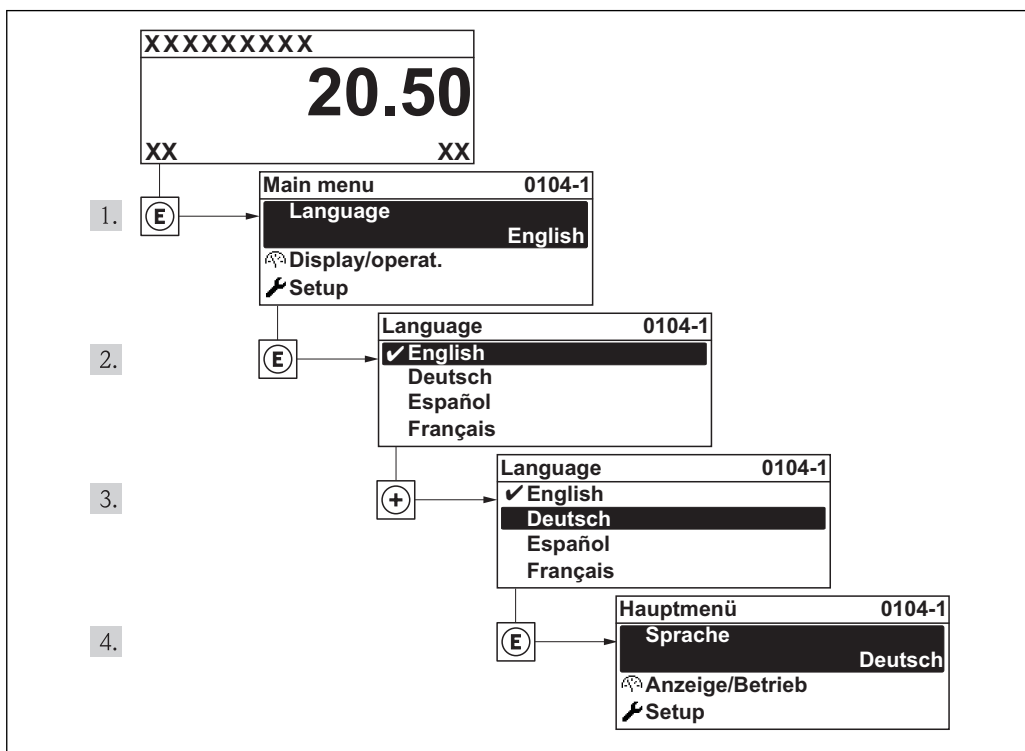 XXXXXXXXX
20.50
XX XX
1. E
Main menu 0104-1
Language
English
Display/operat.
Setup
2. E
Language 0104-1
✔ English
Deutsch
Español
Français
3. +
Language 0104-1
✔ English
Deutsch
Español
Français
4. E
Hauptmenü 0104-1
Sprache
Deutsch
Anzeige/Betrieb
Setup